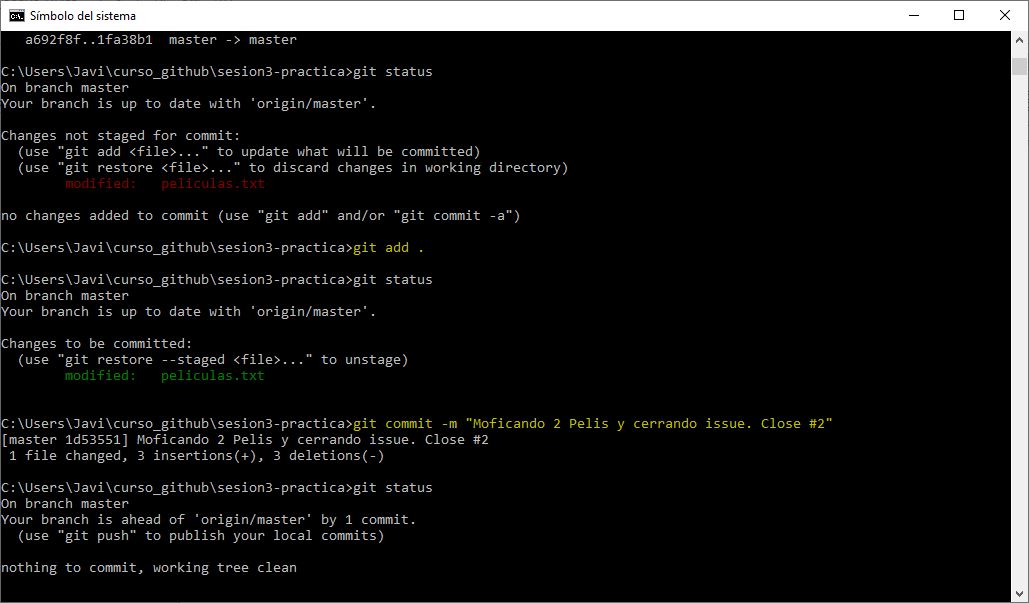 Símbolo del sistema
a692f8f..1fa38b1  master -> master
C:\Users\Javi\curso_github\sesion3-practica>git status
On branch master
Your branch is up to date with 'origin/master'.
Changes not staged for commit:
(use "git add <file>..." to update what will be committed)
(use "git restore <file>..." to discard changes in working directory)
modified:   peliculas.txt
no changes added to commit (use "git add" and/or "git commit -a")
C:\Users\Javi\curso_github\sesion3-practica>git add .
C:\Users\Javi\curso_github\sesion3-practica>git status
On branch master
Your branch is up to date with 'origin/master'.
Changes to be committed:
(use "git restore --staged <file>..." to unstage)
modified:   peliculas.txt
C:\Users\Javi\curso_github\sesion3-practica>git commit -m "Moficando 2 Pelis y cerrando issue. Close #2"
[master 1d53551] Moficando 2 Pelis y cerrando issue. Close #2
1 file changed, 3 insertions(+), 3 deletions(-)
C:\Users\Javi\curso_github\sesion3-practica>git status
On branch master
Your branch is ahead of 'origin/master' by 1 commit.
(use "git push" to publish your local commits)
nothing to commit, working tree clean